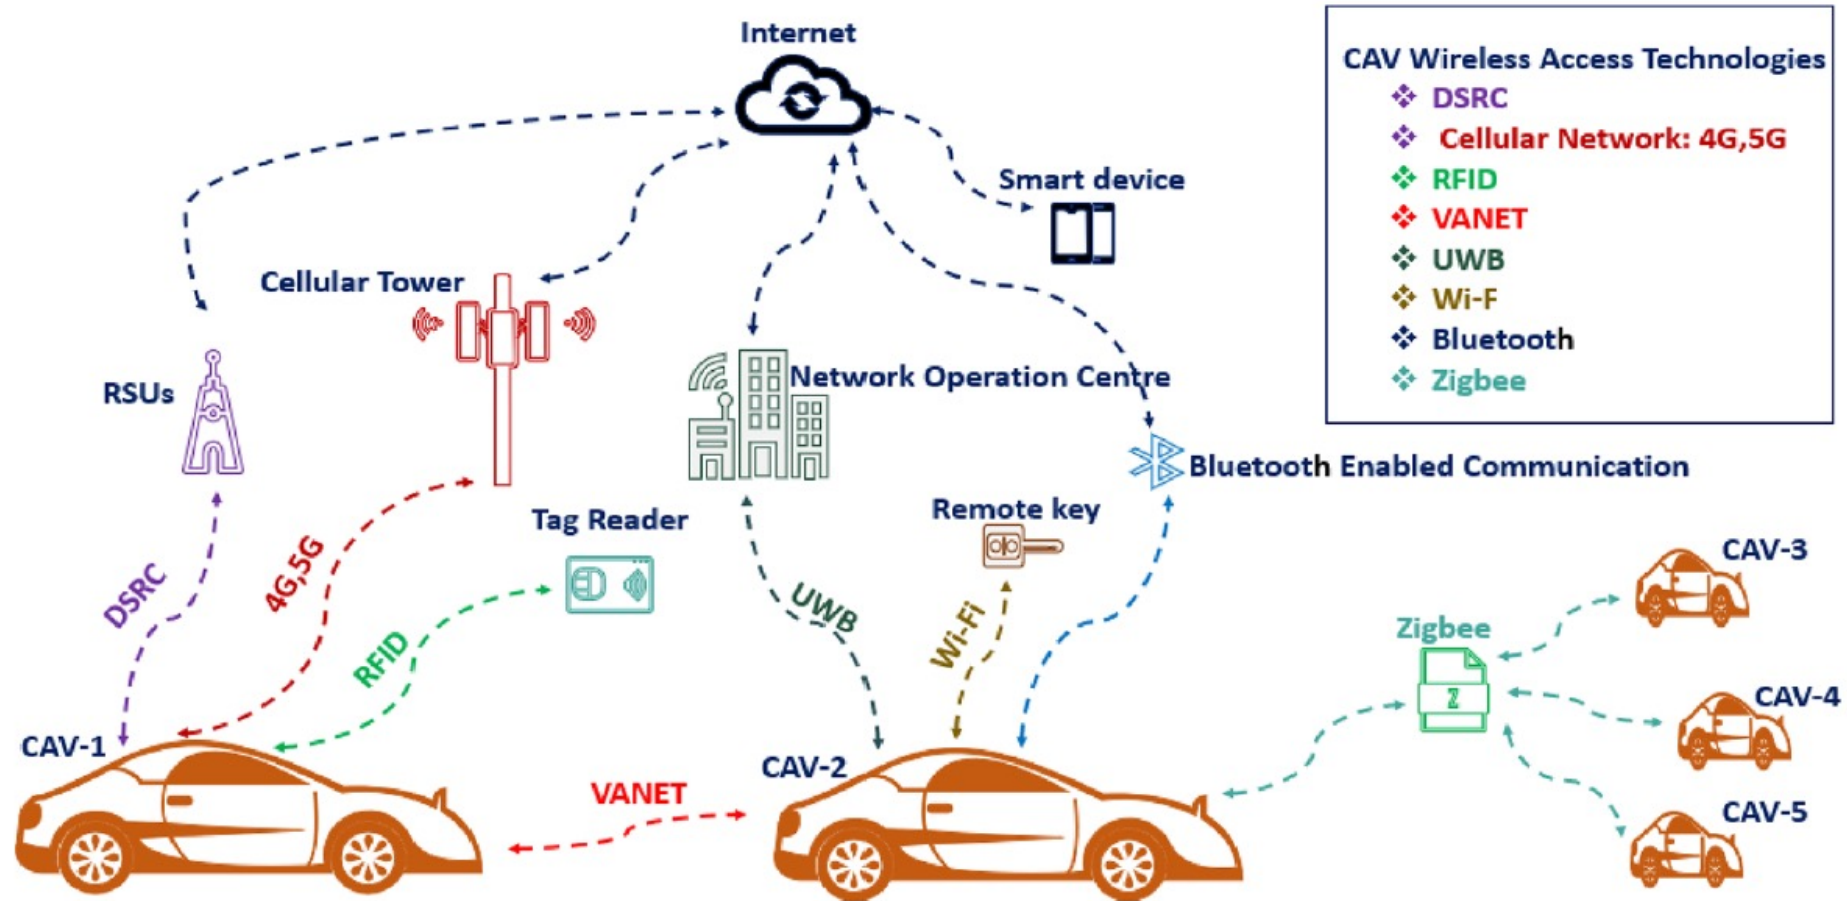 Internet
CAV Wireless Access Technologies
DSRC
Cellular Network: 4G,5G
RFID
VANET
UWB
Wi-F
Bluetooth
Zigbee
Smart device
Cellular Tower
RSUs
Network Operation Centre
Bluetooth Enabled Communication
Tag Reader
Remote key
DSRC
4G,5G
RFID
UWB
Wi-Fi
Zigbee
Z
CAV-3
CAV-4
CAV-5
CAV-1
CAV-2
VANET